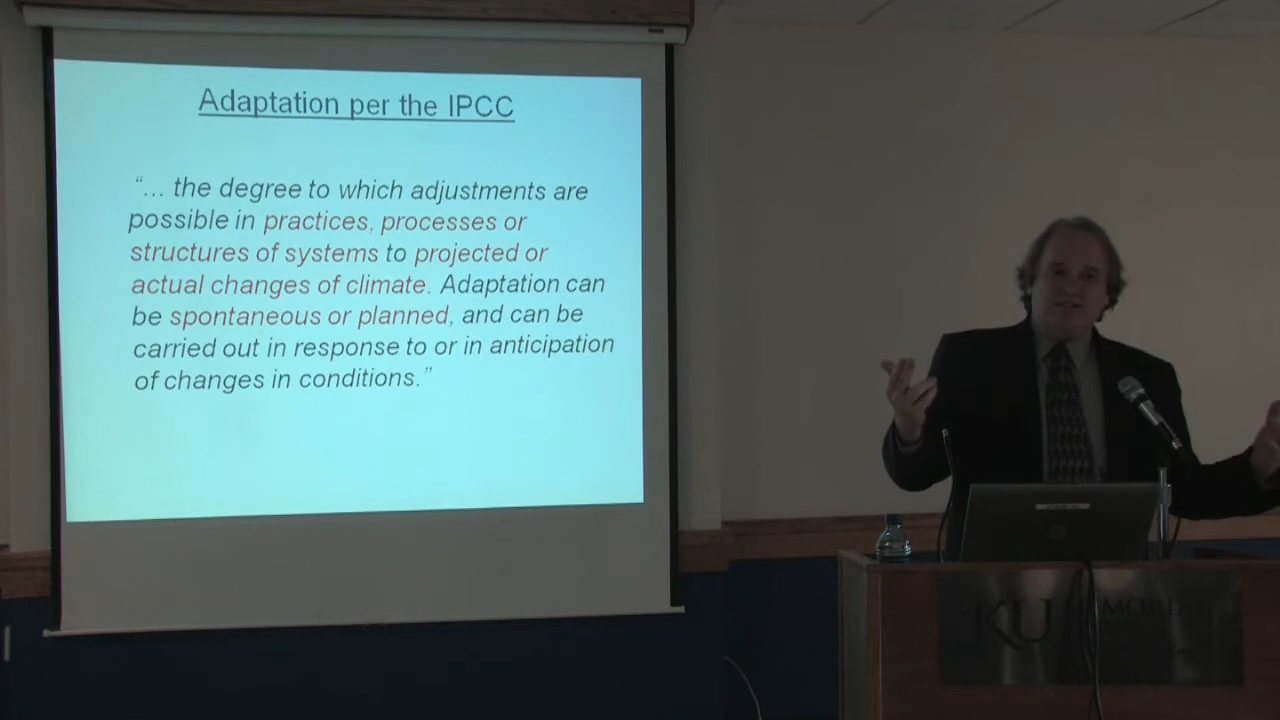 Adaptation per the IPCC
“... the degree to which adjustments are
possible in practices, processes or
structures of systems to projected or
actual changes of climate. Adaptation can
be spontaneous or planned, and can be
carried out in response to or in anticipation
of changes in conditions.”
KU